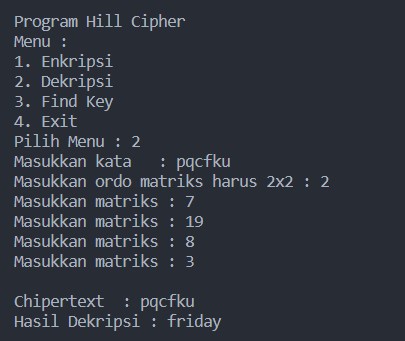 Program Hill Cipher
Menu :
1. Enkripsi
2. Dekripsi
3. Find Key
4. Exit
Pilih Menu : 2
Masukkan kata   : pqcfku
Masukkan ordo matriks harus 2x2 : 2
Masukkan matriks : 7
Masukkan matriks : 19
Masukkan matriks : 8
Masukkan matriks : 3
Chipertext  : pqcfku
Hasil Dekripsi : friday